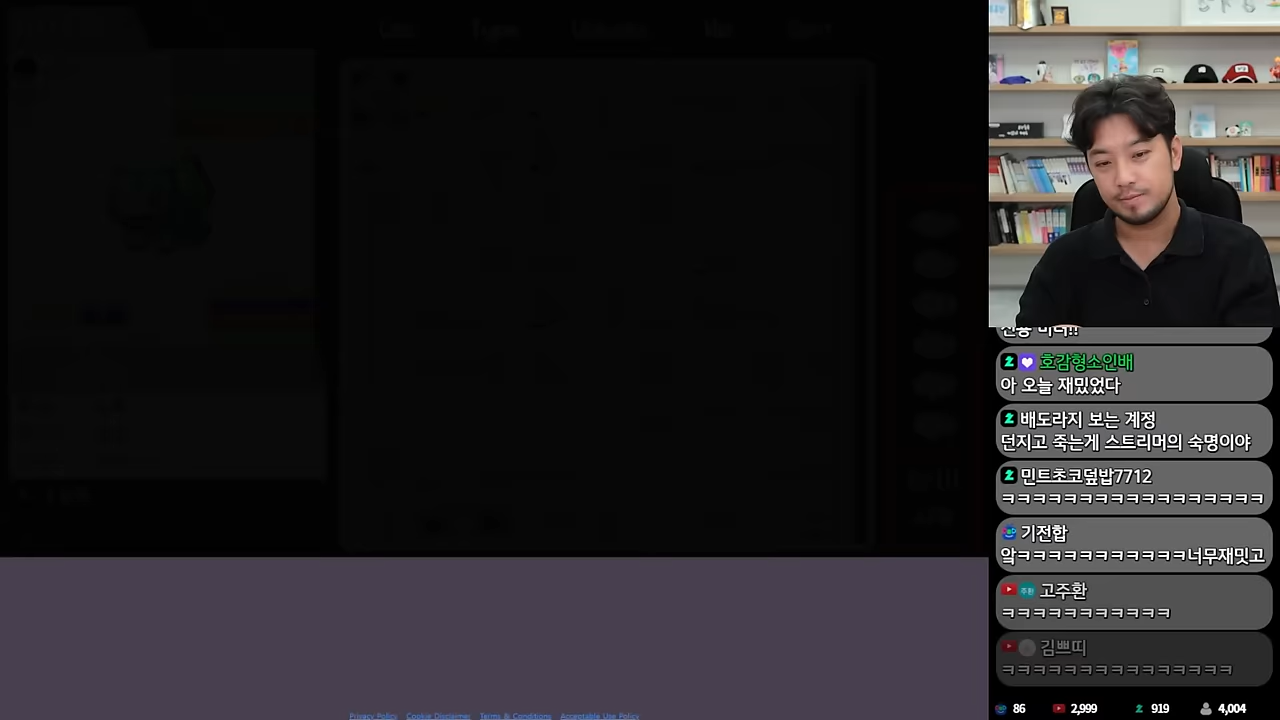 호감형소인배
아 오늘 재밌었다
배도라지 보는 계정
던지고 죽는게 스트리머의 숙명이야
민트초코덮밥7712
ㅋㅋㅋㅋㅋㅋㅋㅋㅋㅋㅋㅋㅋㅋㅋㅋㅋ
기전합
앜ㅋㅋㅋㅋㅋㅋㅋㅋㅋㅋㅋ너무재밋고
고주환
ㅋㅋㅋㅋㅋㅋㅋㅋㅋㅋㅋ
김쁘띠
ㅋㅋㅋㅋㅋㅋㅋㅋㅋㅋㅋㅋㅋㅋㅋ
86 2,999 919 4,004
Privacy Policy Cookie Disclaimer Terms & Conditions Acceptable Use Policy